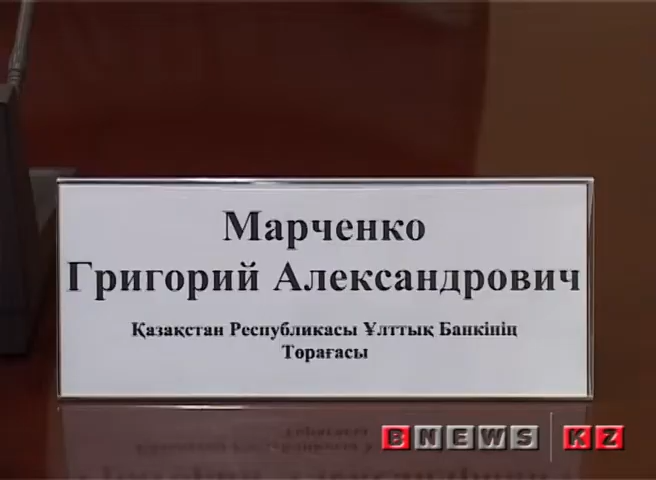 Марченко
Григорий Александрович
Қазақстан Республикасы Ұлттық Банкінің
Төрағасы
BNEWS KZ